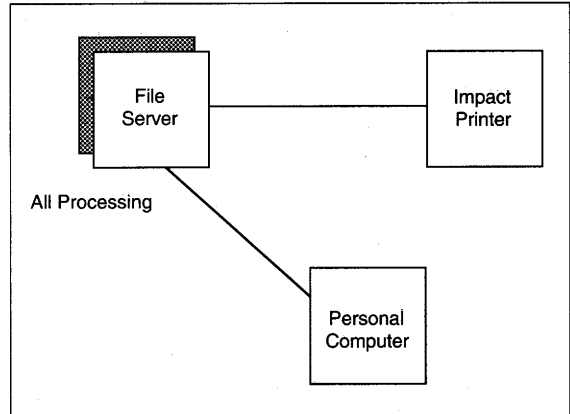 File
Server
Impact
Printer
All Processing
Personal
Computer